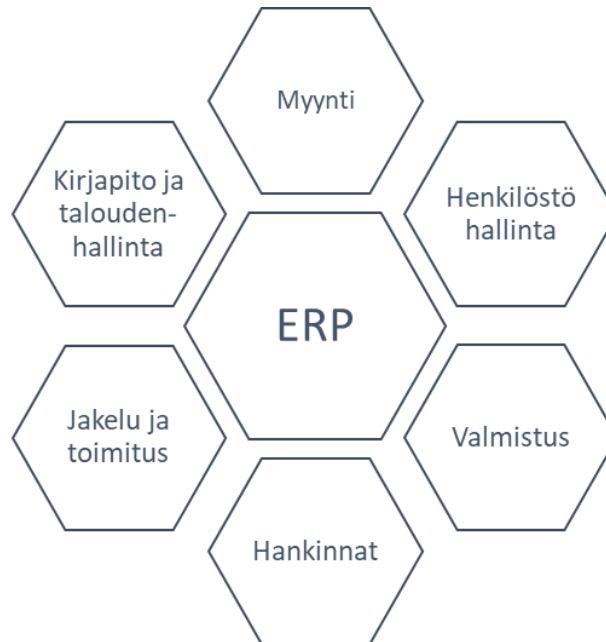 Myynti
Kirjapito ja
talouden-
hallinta
Henkilöstö
hallinta
ERP
Jakelu ja
toimitus
Valmistus
Hankinnat